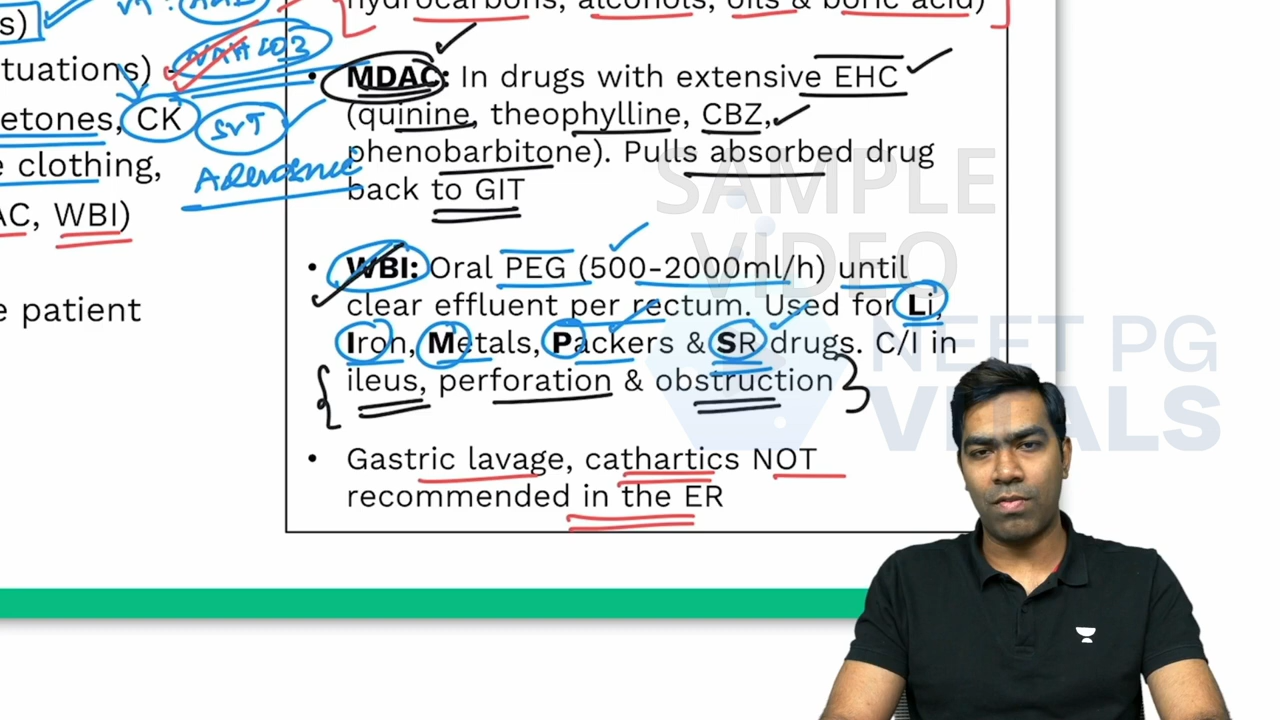 hydrocarbons, alcohols, oils & boric acid)
s)
NaHCO3
tuations)
etones, CK
SVT
e clothing,
Adenosine
AC, WBI)
e patient
• MDAC: In drugs with extensive EHC
(quinine, theophylline, CBZ,
phenobarbitone). Pulls absorbed drug
back to GIT
• WBI: Oral PEG (500-2000ml/h) until
clear effluent per rectum. Used for Li,
Iron, Metals, Packers & SR drugs. C/I in
ileus, perforation & obstruction
• Gastric lavage, cathartics NOT
recommended in the ER
SAMPLE
VIDEO
NEET PG
VITALS